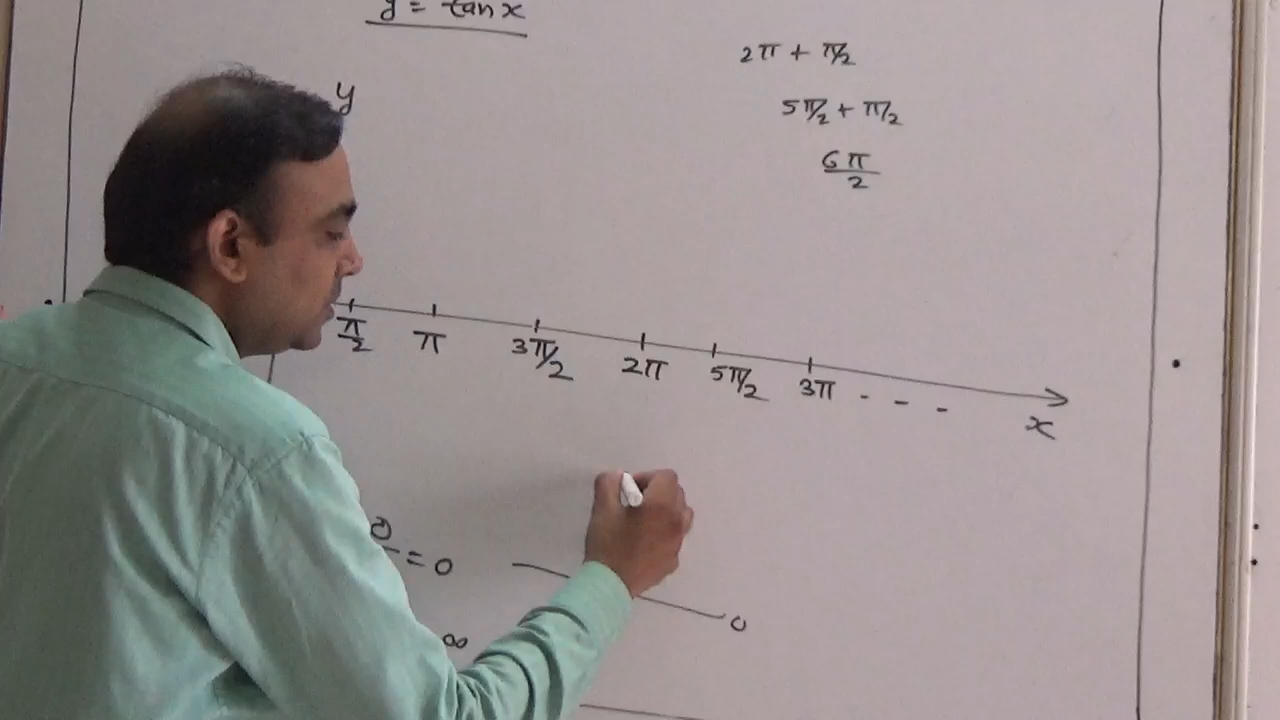 y = tan x
2π + π/2
y
5π/2 + π/2
6π/2
π/2 π 3π/2 2π 5π/2 3π - - -
x
= 0
0
∞